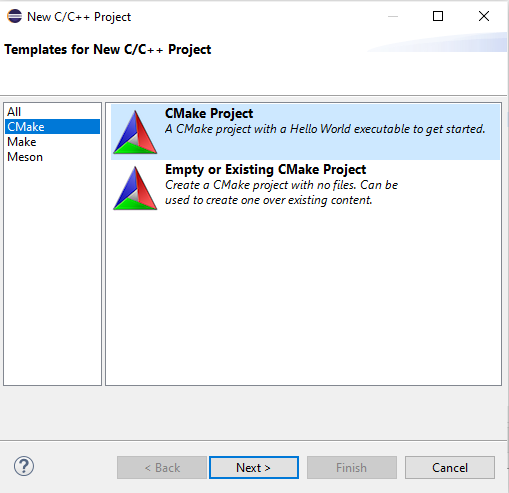 New C/C++ Project
Templates for New C/C++ Project
All
CMake
Make
Meson
CMake Project
A CMake project with a Hello World executable to get started.
Empty or Existing CMake Project
Create a CMake project with no files. Can be
used to create one over existing content.
?
< Back
Next >
Finish
Cancel